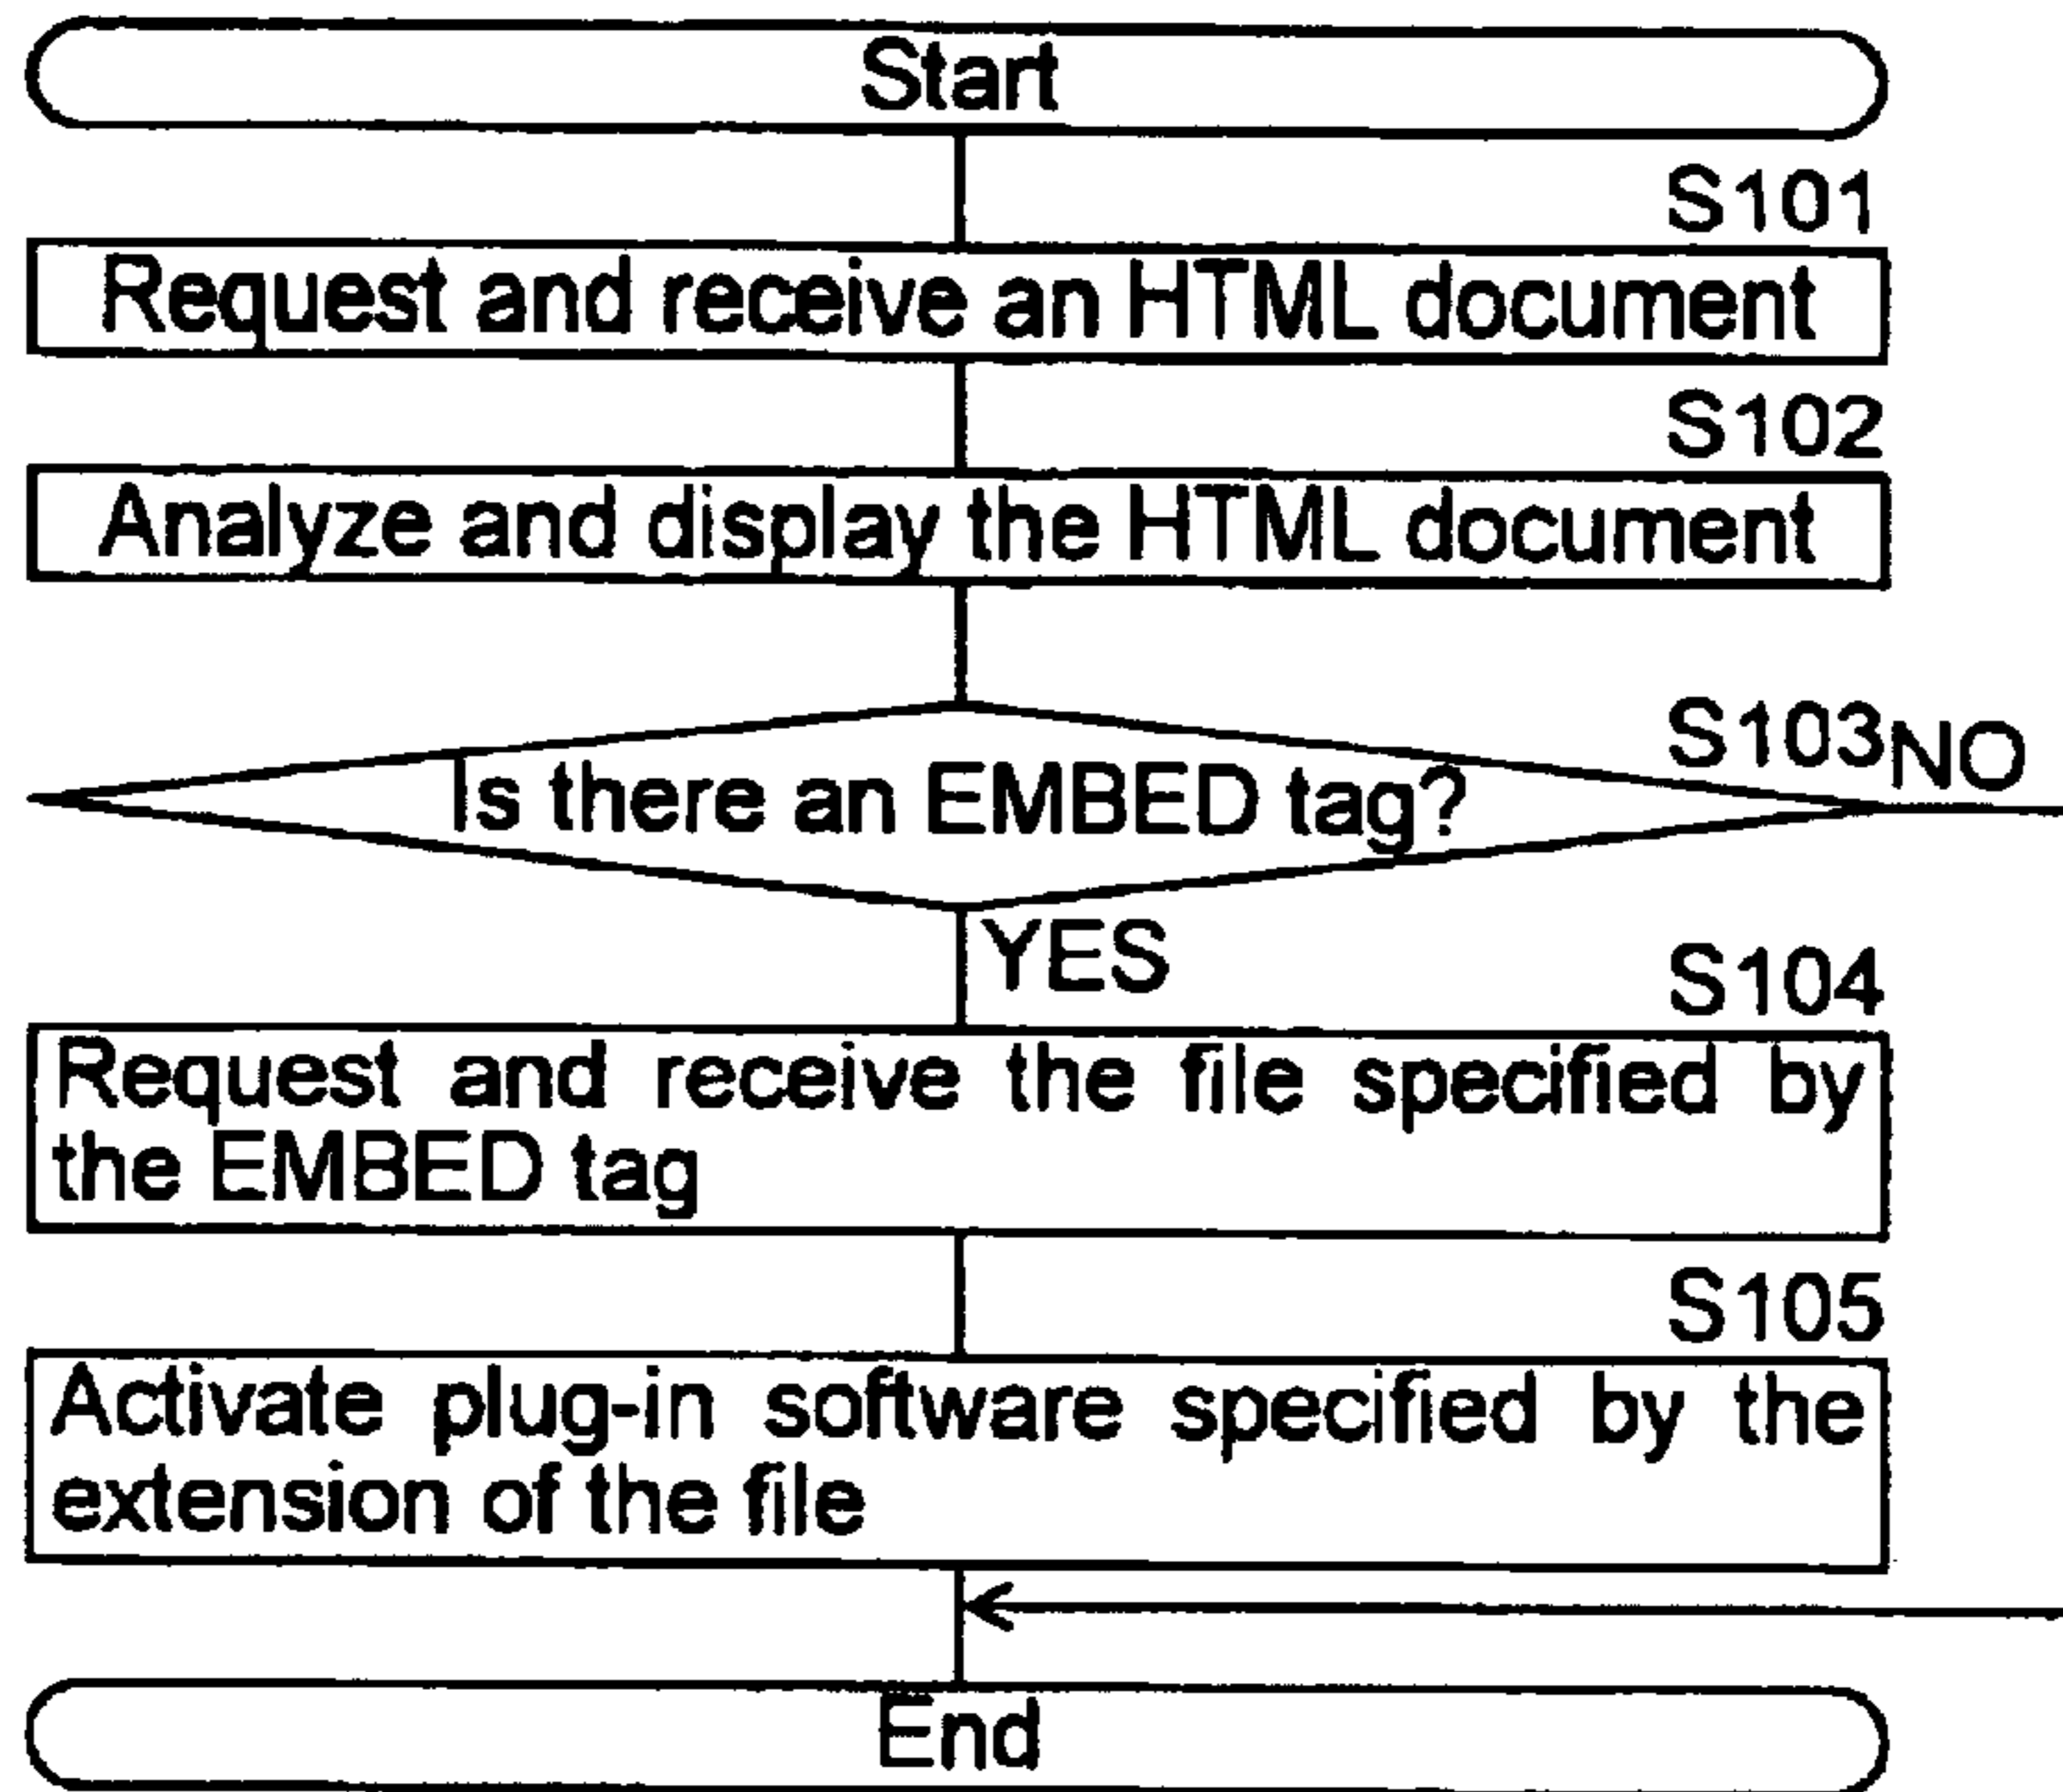 Start
S101
Request and receive an HTML document
S102
Analyze and display the HTML document
S103 NO
Is there an EMBED tag?
YES
S104
Request and receive the file specified by
the EMBED tag
S105
Activate plug-in software specified by the
extension of the file
End